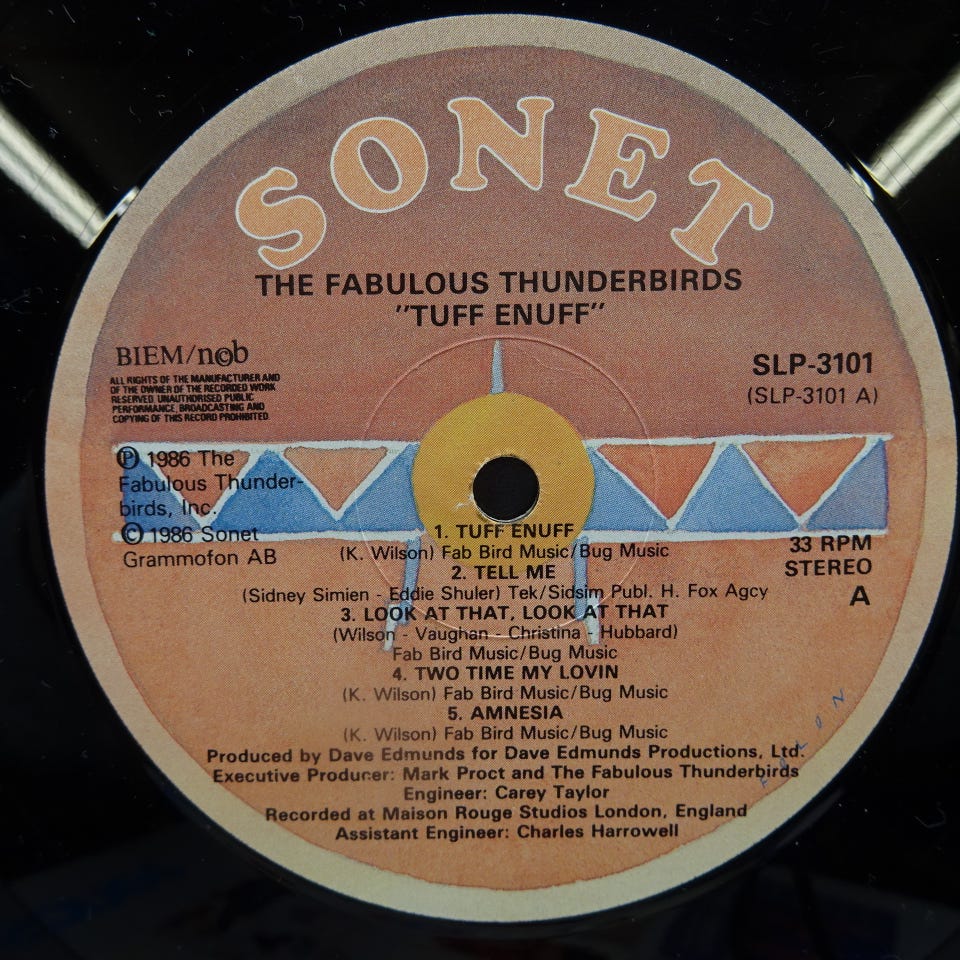 SONET
THE FABULOUS THUNDERBIRDS
"TUFF ENUFF"
BIEM/ncb
ALL RIGHTS OF THE MANUFACTURER AND
OF THE OWNER OF THE RECORDED WORK
RESERVED. UNAUTHORISED PUBLIC
PERFORMANCE, BROADCASTING AND
COPYING OF THIS RECORD PROHIBITED.
SLP-3101
(SLP-3101 A)
℗ 1986 The
Fabulous Thunder-
birds, Inc.
© 1986 Sonet
Grammofon AB
33 RPM
STEREO
A
1. TUFF ENUFF
(K. Wilson) Fab Bird Music/Bug Music
2. TELL ME
(Sidney Simien - Eddie Shuler) Tek/Sidsim Publ. H. Fox Agcy
3. LOOK AT THAT, LOOK AT THAT
(Wilson - Vaughan - Christina - Hubbard)
Fab Bird Music/Bug Music
4. TWO TIME MY LOVIN
(K. Wilson) Fab Bird Music/Bug Music
5. AMNESIA
(K. Wilson) Fab Bird Music/Bug Music
Produced by Dave Edmunds for Dave Edmunds Productions, Ltd.
Executive Producer: Mark Proct and The Fabulous Thunderbirds
Engineer: Carey Taylor
Recorded at Maison Rouge Studios London, England
Assistant Engineer: Charles Harrowell